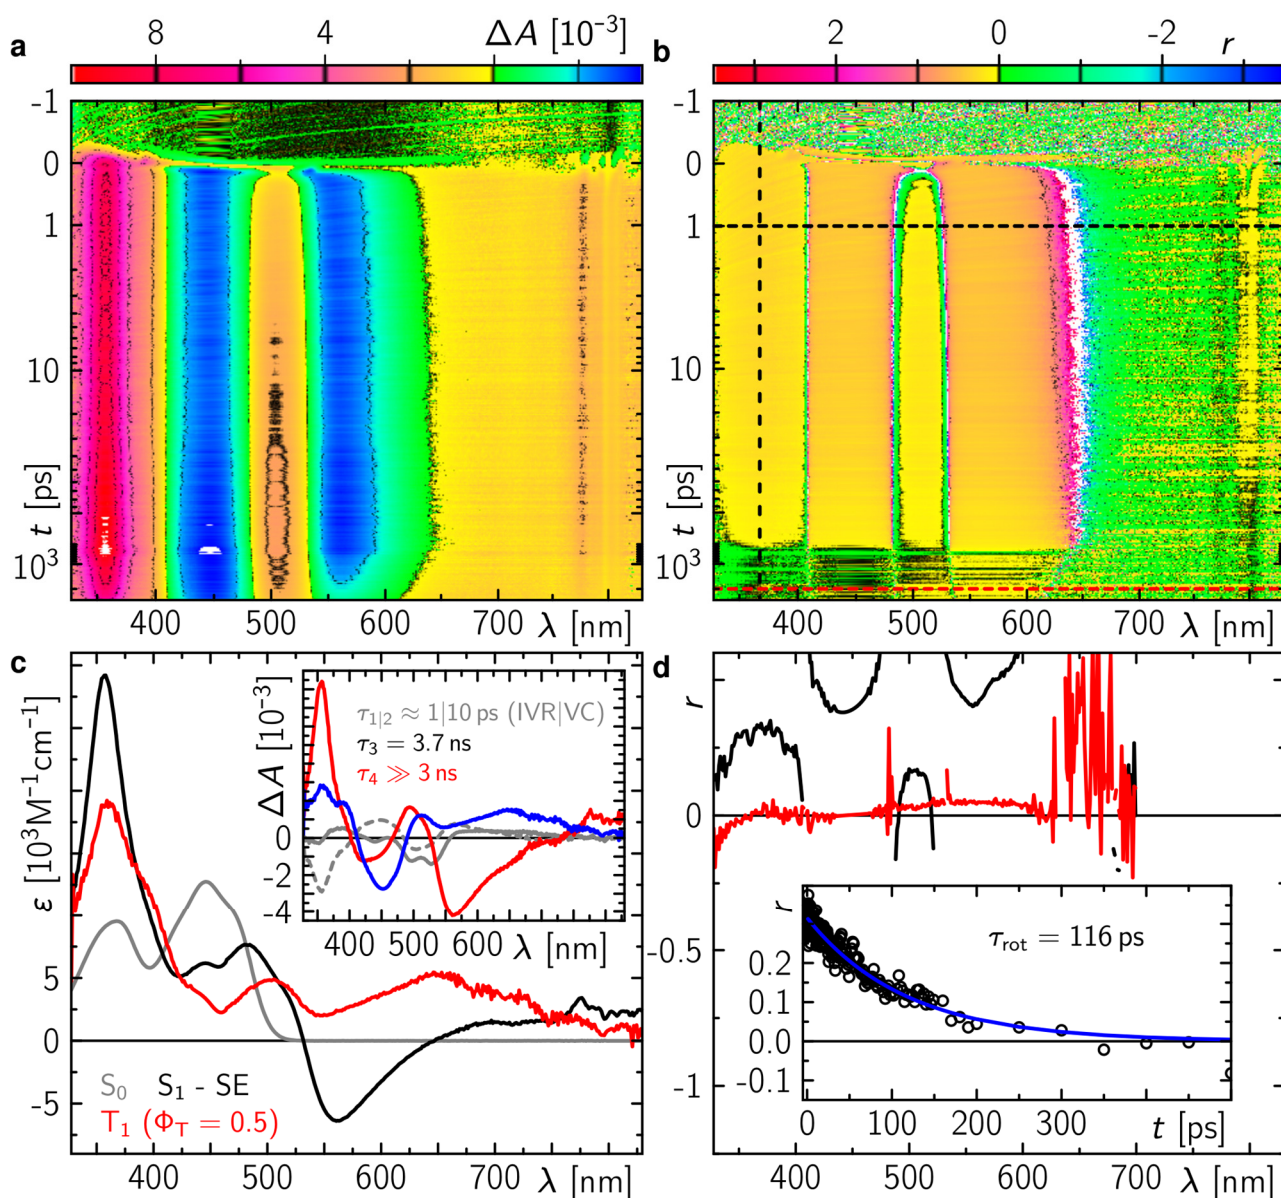 a
8 4 ΔA [10⁻³]
-1
0
1
10
10³
t [ps]
400 500 600 700 λ [nm]
b
2 0 -2 r
-1
0
1
10
10³
t [ps]
400 500 600 700 λ [nm]
c
ε [10³M⁻¹cm⁻¹]
5
0
-5
400 500 600 700 λ [nm]
S₀ S₁ - SE
T₁ (Φ_T = 0.5)
ΔA [10⁻³]
0
-2
-4
400 500 600 λ [nm]
τ₁|₂ ≈ 1|10 ps (IVR|VC)
τ₃ = 3.7 ns
τ₄ ≫ 3 ns
d
r
0
-0.5
-1
400 500 600 700 λ [nm]
r
0.2
0.1
0.0
-0.1
τ_rot = 116 ps
0 100 200 300 t [ps]